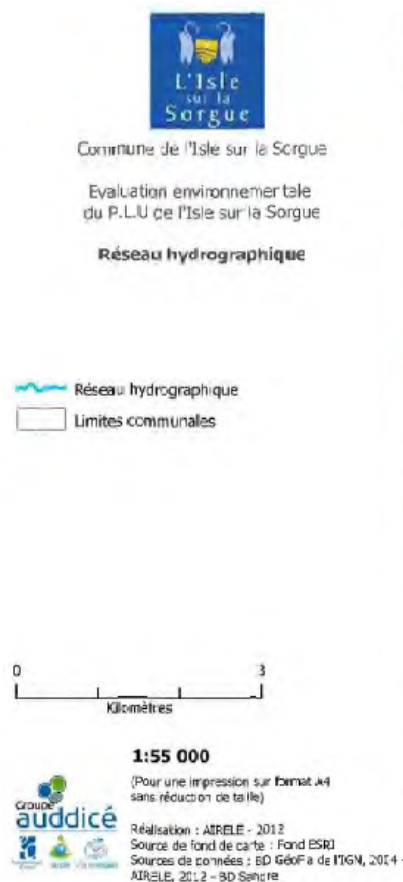 L'Isle
sur la
Sorgue
Commune de l'Isle sur la Sorgue
Evaluation environnementale
du P.L.U de l'Isle sur la Sorgue
Réseau hydrographique
Réseau hydrographique
Limites communales
0 3
Kilomètres
1:55 000
(Pour une impression sur format A4
sans réduction de taille)
Groupe
auddicé
Réalisation : AIRELE - 2012
Source de fond de carte : Fond ESRI
Sources de données : BD GéoFla de l'IGN, 2014 -
AIRELE, 2012 - BD Sandre